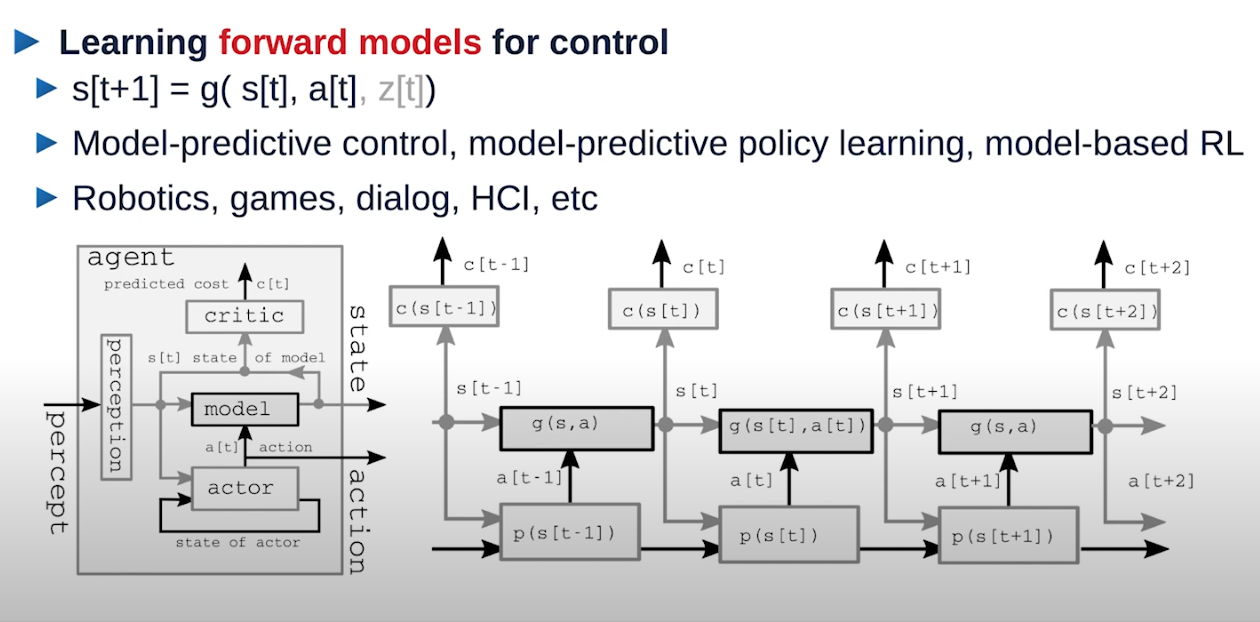 Learning forward models for control
s[t+1] = g( s[t], a[t], z[t])
Model-predictive control, model-predictive policy learning, model-based RL
Robotics, games, dialog, HCI, etc
agent
predicted cost c[t]
critic
s[t] state of model
perception
model
a[t] action
actor
state of actor
percept
state
action
c[t-1]
c[t]
c[t+1]
c[t+2]
c(s[t-1])
c(s[t])
c(s[t+1])
c(s[t+2])
s[t-1]
s[t]
s[t+1]
s[t+2]
g(s,a)
g(s[t],a[t])
g(s,a)
a[t-1]
a[t]
a[t+1]
a[t+2]
p(s[t-1])
p(s[t])
p(s[t+1])